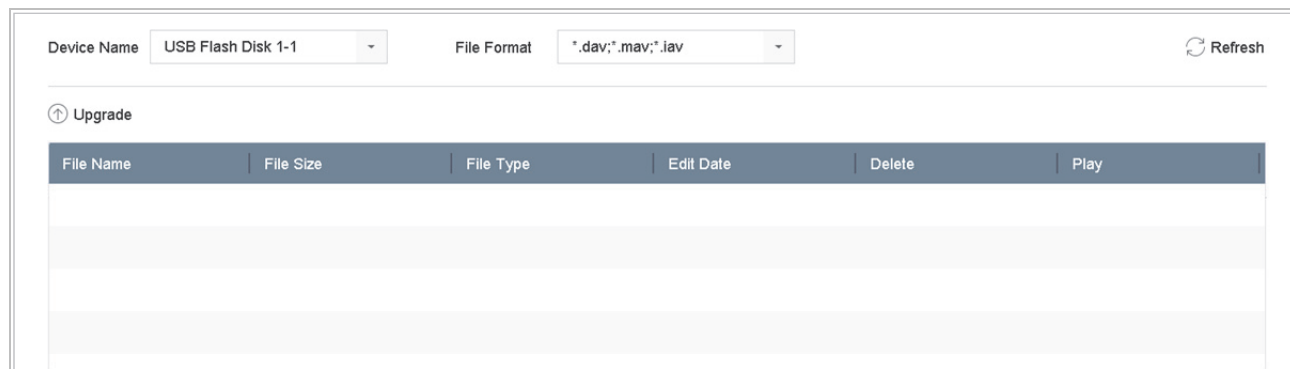 Device Name USB Flash Disk 1-1 File Format *.dav;*.mav;*.iav Refresh
Upgrade
File Name File Size File Type Edit Date Delete Play